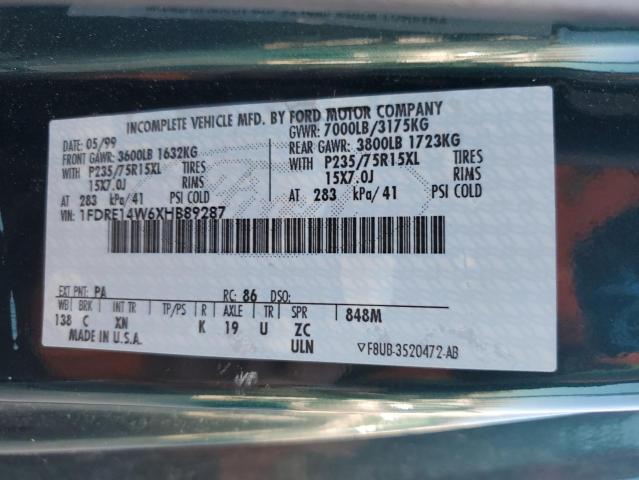 INCOMPLETE VEHICLE MFD. BY FORD MOTOR COMPANY
DATE: 05/99 GVWR: 7000LB/3175KG
FRONT GAWR: 3600LB 1632KG REAR GAWR: 3800LB 1723KG
WITH P235/75R15XL TIRES WITH P235/75R15XL TIRES
15X7.0J RIMS 15X7.0J RIMS
AT 283 kPa/41 PSI COLD AT 283 kPa/41 PSI COLD
VIN: 1FDRE14W6XHB89287
EXT PNT: PA RC: 86 DSO:
WB BRK INT TR TP/PS R AXLE TR SPR 848M
138 C XN K 19 U ZC
MADE IN U.S.A. ULN ▽F8UB-3520472-AB